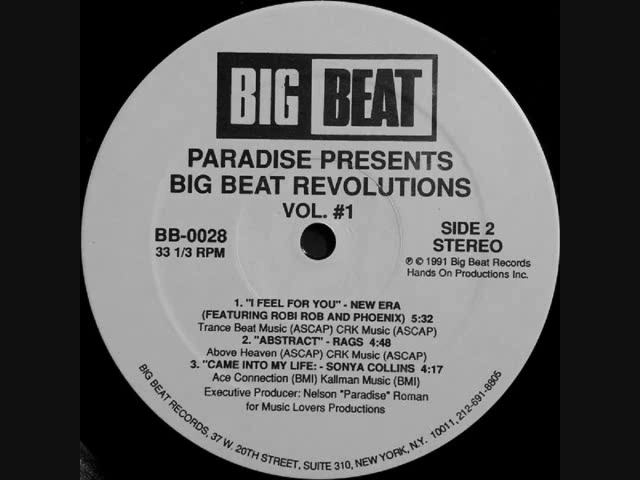 BIG BEAT
PARADISE PRESENTS
BIG BEAT REVOLUTIONS
VOL. #1
BB-0028
33 1/3 RPM
SIDE 2
STEREO
℗ © 1991 Big Beat Records
Hands On Productions Inc.
1. "I FEEL FOR YOU" - NEW ERA
(FEATURING ROBI ROB AND PHOENIX) 5:32
Trance Beat Music (ASCAP) CRK Music (ASCAP)
2. "ABSTRACT" - RAGS 4:48
Above Heaven (ASCAP) CRK Music (ASCAP)
3. "CAME INTO MY LIFE: - SONYA COLLINS 4:17
Ace Connection (BMI) Kallman Music (BMI)
Executive Producer: Nelson "Paradise" Roman
for Music Lovers Productions
BIG BEAT RECORDS, 37 W. 20TH STREET, SUITE 310, NEW YORK, N.Y. 10011, 212-691-8805